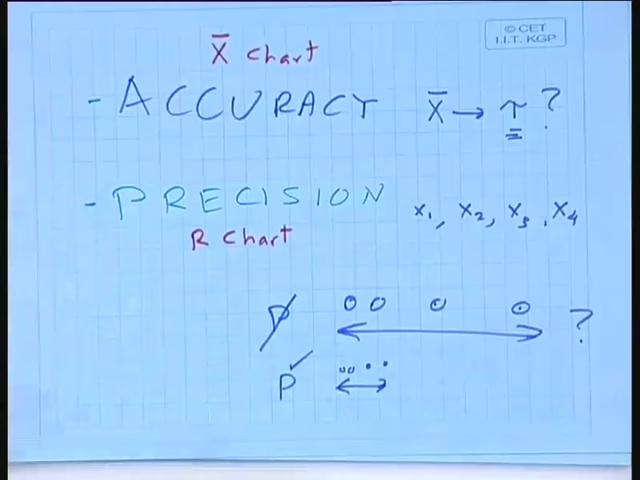 © CET
I.I.T. KGP
X̄ chart
- ACCURACY X̄ → τ ?
- PRECISION x₁, x₂, x₃, x₄
R chart
P ?
P ✓